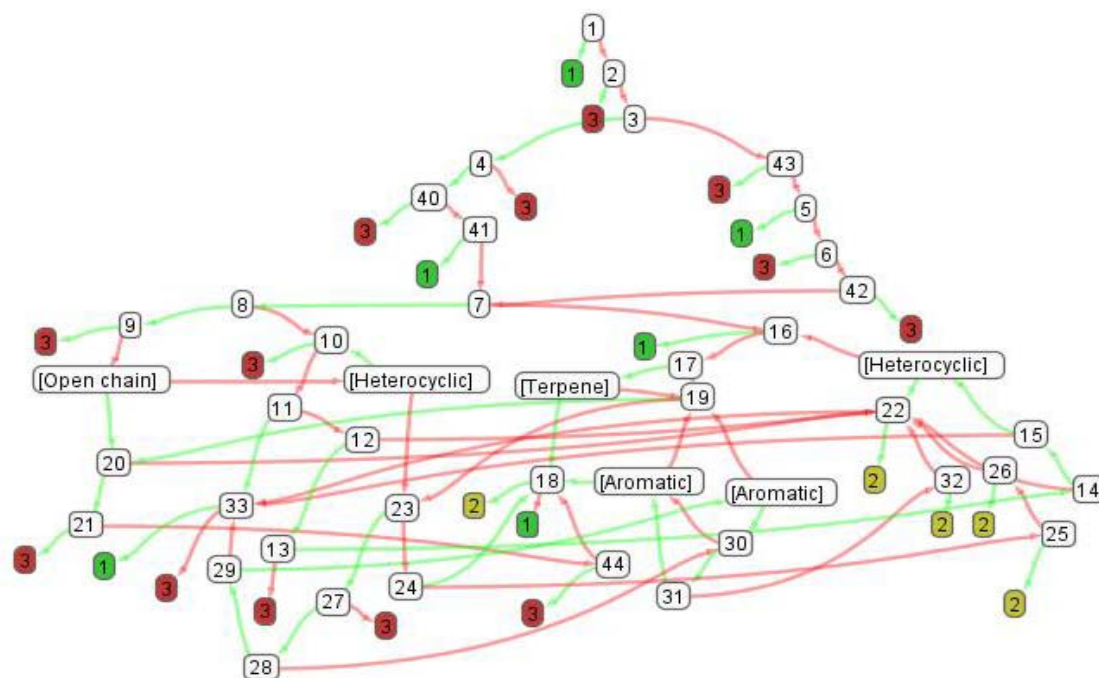 1
1 2
3 3
4 43
40 3 3
3 41 5
1 1 6
3 42
8 7
9 16 3
3 10 1
3 17
[Open chain] [Heterocyclic] [Terpene] [Heterocyclic]
11 19 22
12 15
20 26
18 [Aromatic] 2 32 14
33 23 2 [Aromatic]
21 1 2 2
13 30 25
3 1 29 44
3 24 31
3 27 3 2
3
28